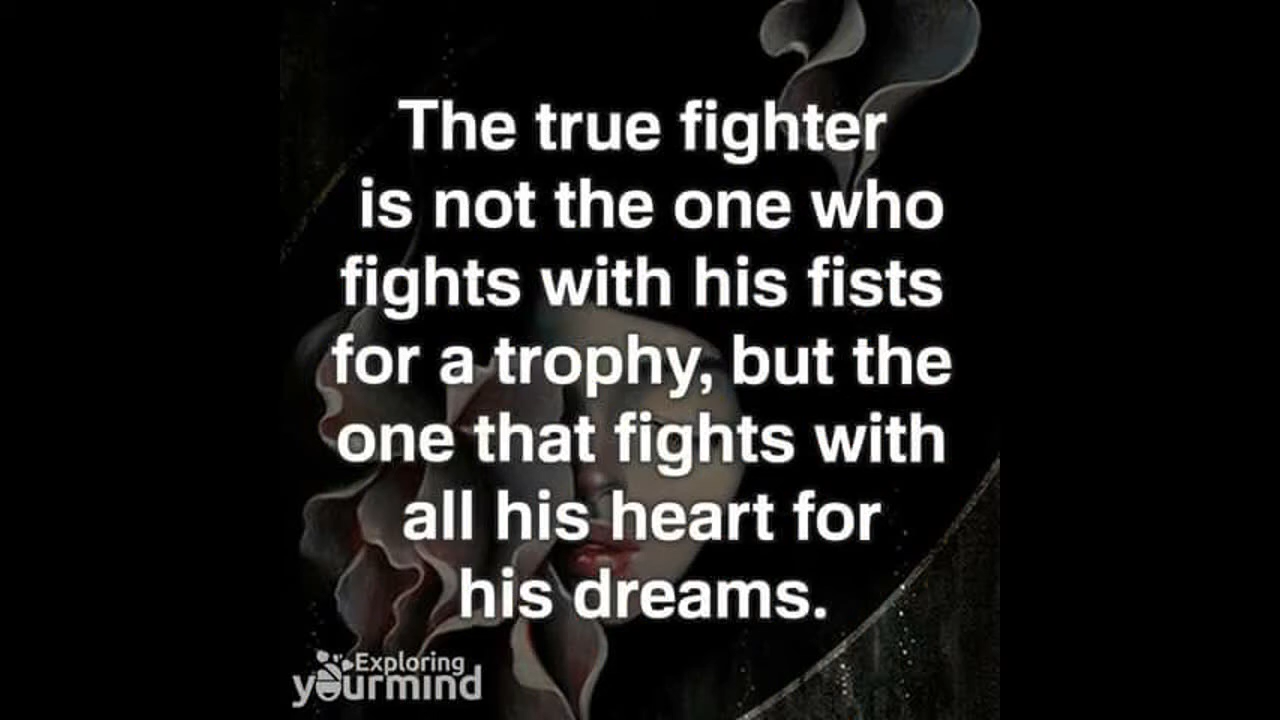 The true fighter
is not the one who
fights with his fists
for a trophy, but the
one that fights with
all his heart for
his dreams.
Exploring
yourmind